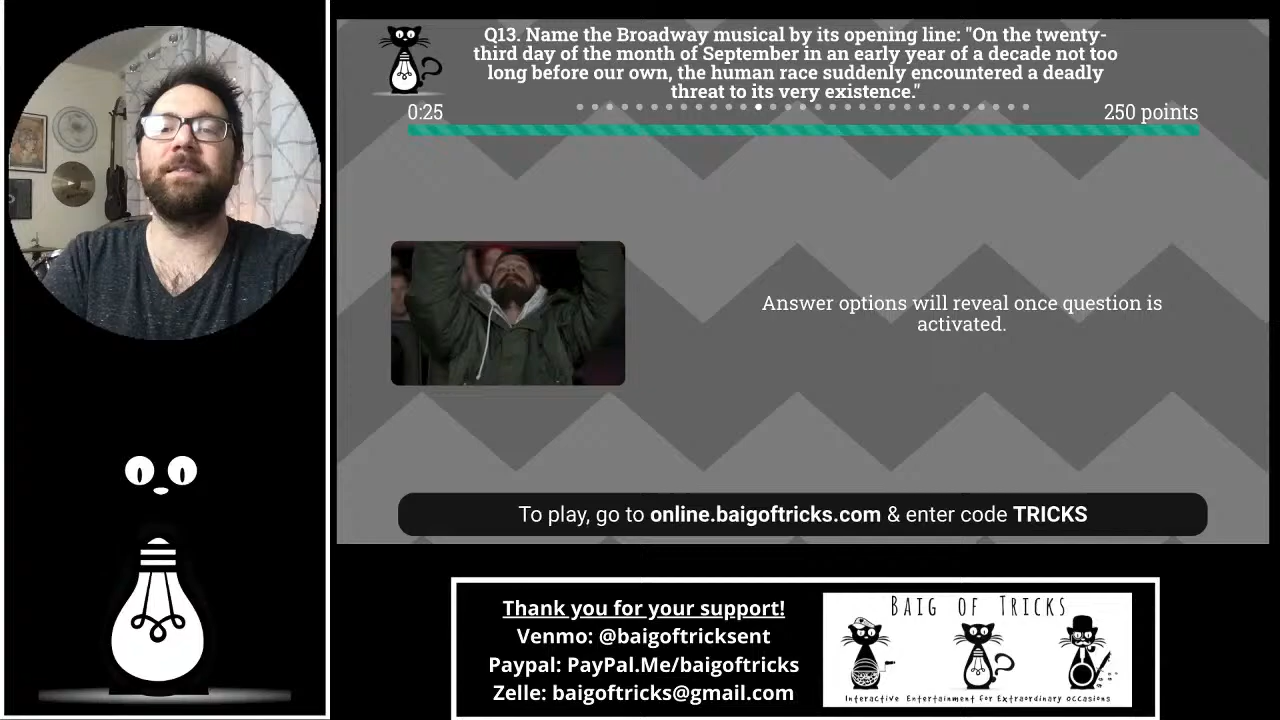 Q13. Name the Broadway musical by its opening line: "On the twenty-
third day of the month of September in an early year of a decade not too
long before our own, the human race suddenly encountered a deadly
threat to its very existence."
0:25
250 points
Answer options will reveal once question is
activated.
To play, go to online.baigoftricks.com & enter code TRICKS
Thank you for your support!
Venmo: @baigoftricksent
Paypal: PayPal.Me/baigoftricks
Zelle: baigoftricks@gmail.com
BAIG OF TRICKS
Interactive Entertainment for Extraordinary occasions